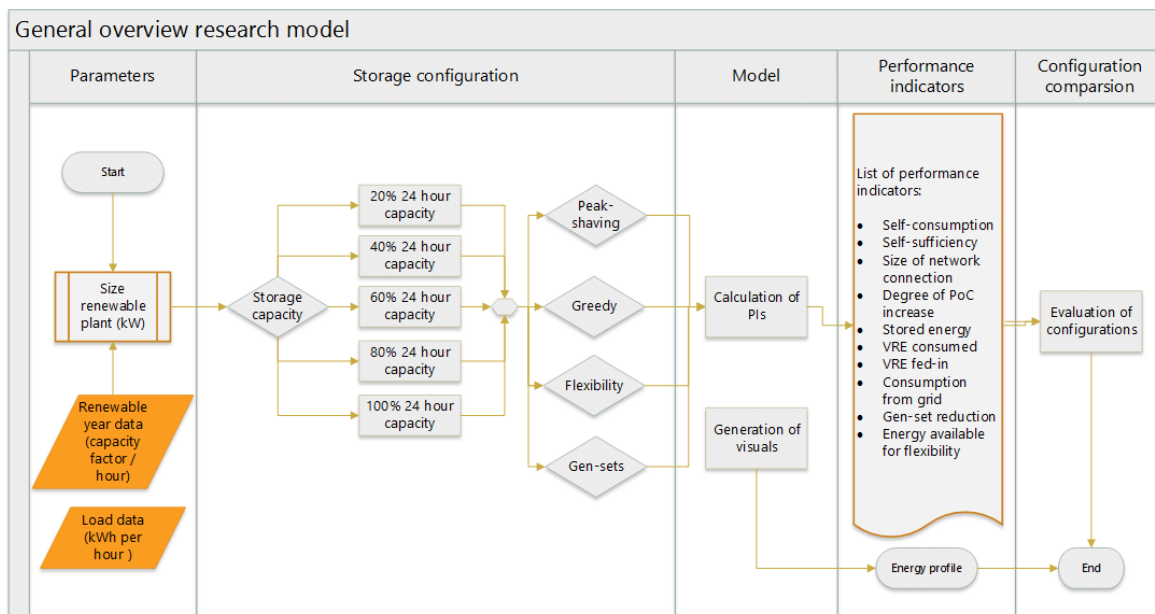 General overview research model
Parameters
Storage configuration
Model
Performance
indicators
Configuration
comparsion
Start
Size
renewable
plant (kW)
Renewable
year data
(capacity
factor /
hour)
Load data
(kWh per
hour )
Storage
capacity
20% 24 hour
capacity
40% 24 hour
capacity
60% 24 hour
capacity
80% 24 hour
capacity
100% 24 hour
capacity
Peak-
shaving
Greedy
Flexibility
Gen-sets
Calculation of
PIs
Generation of
visuals
List of performance
indicators:
• Self-consumption
• Self-sufficiency
• Size of network
connection
• Degree of PoC
increase
• Stored energy
• VRE consumed
• VRE fed-in
• Consumption
from grid
• Gen-set reduction
• Energy available
for flexibility
Energy profile
Evaluation of
configurations
End